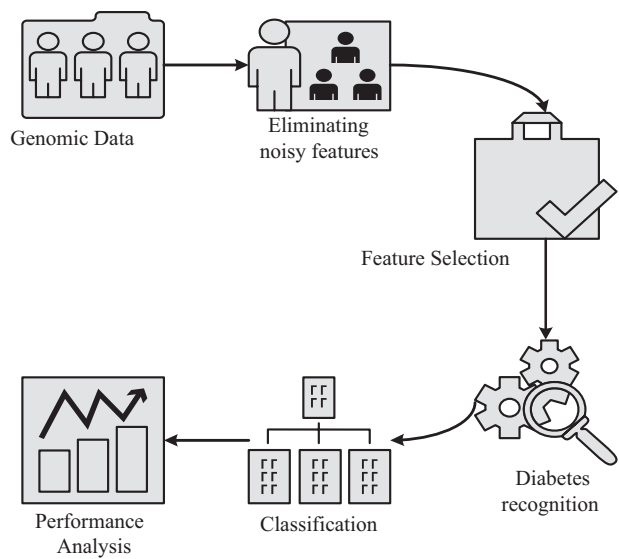 Genomic Data
Eliminating
noisy features
Feature Selection
Diabetes
recognition
Classification
Performance
Analysis